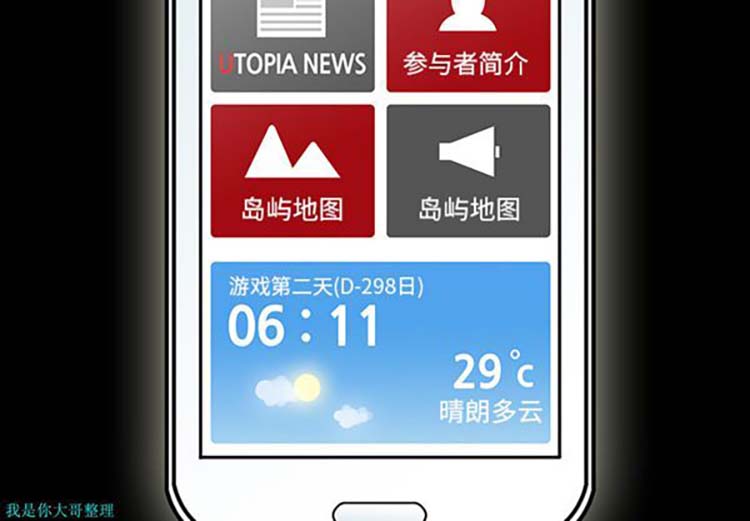 UTOPIA NEWS
参与者简介
岛屿地图
岛屿地图
游戏第二天(D-298日)
06：11
29℃
晴朗多云
我是你大哥整理